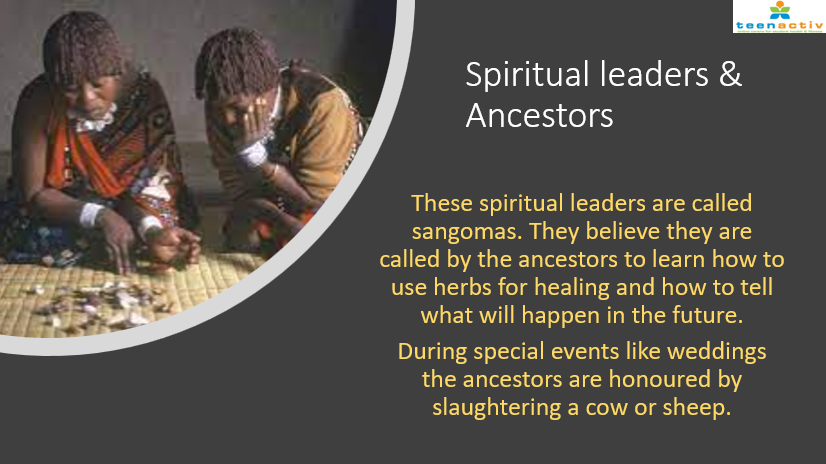 teenactiv
Spiritual leaders &
Ancestors
These spiritual leaders are called
sangomas. They believe they are
called by the ancestors to learn how to
use herbs for healing and how to tell
what will happen in the future.
During special events like weddings
the ancestors are honoured by
slaughtering a cow or sheep.